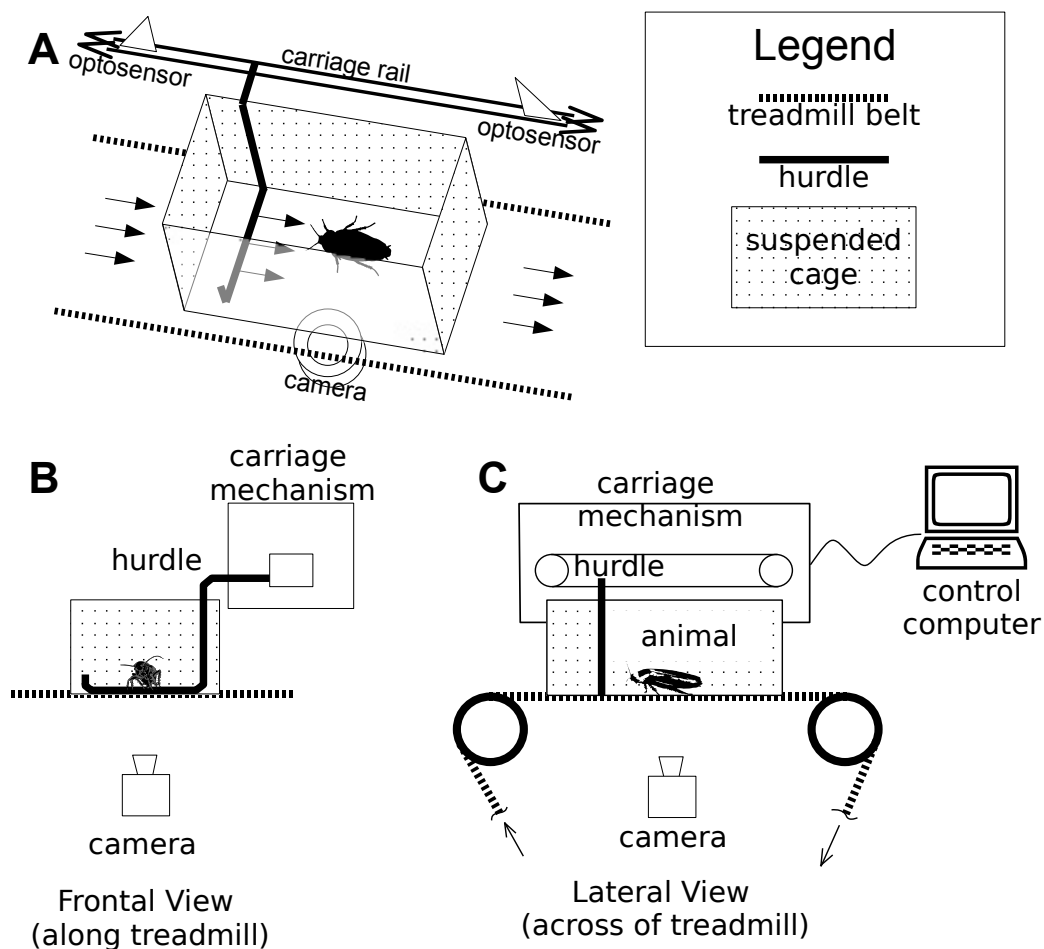 A
optosensor
carriage rail
optosensor
camera
Legend
treadmill belt
hurdle
suspended
cage
B
carriage
mechanism
hurdle
camera
Frontal View
(along treadmill)
C
carriage
mechanism
hurdle
animal
control
computer
camera
Lateral View
(across of treadmill)